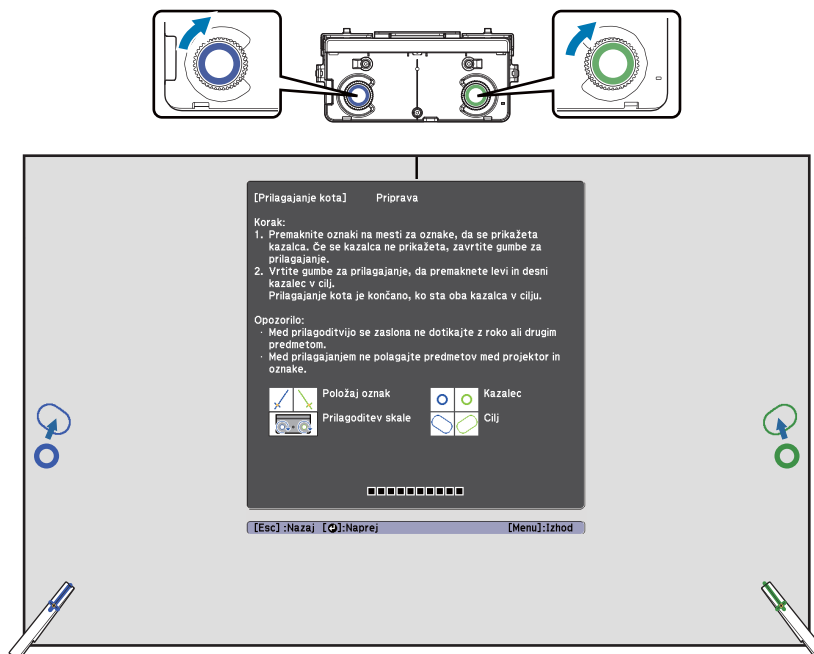 [Prilagajanje kota] Priprava
Korak:
1. Premaknite oznaki na mesti za oznake, da se prikažeta
kazalca. Če se kazalca ne prikažeta, zavrtite gumbe za
prilagajanje.
2. Vrtite gumbe za prilagajanje, da premaknete levi in desni
kazalec v cilj.
Prilagajanje kota je končano, ko sta oba kazalca v cilju.
Opozorilo:
· Med prilagoditvijo se zaslona ne dotikajte z roko ali drugim
predmetom.
· Med prilagajanjem ne polagajte predmetov med projektor in
oznake.
Položaj oznak
Kazalec
Prilagoditev skale
Cilj
[Esc] :Nazaj [⏎]:Naprej [Menu]:Izhod